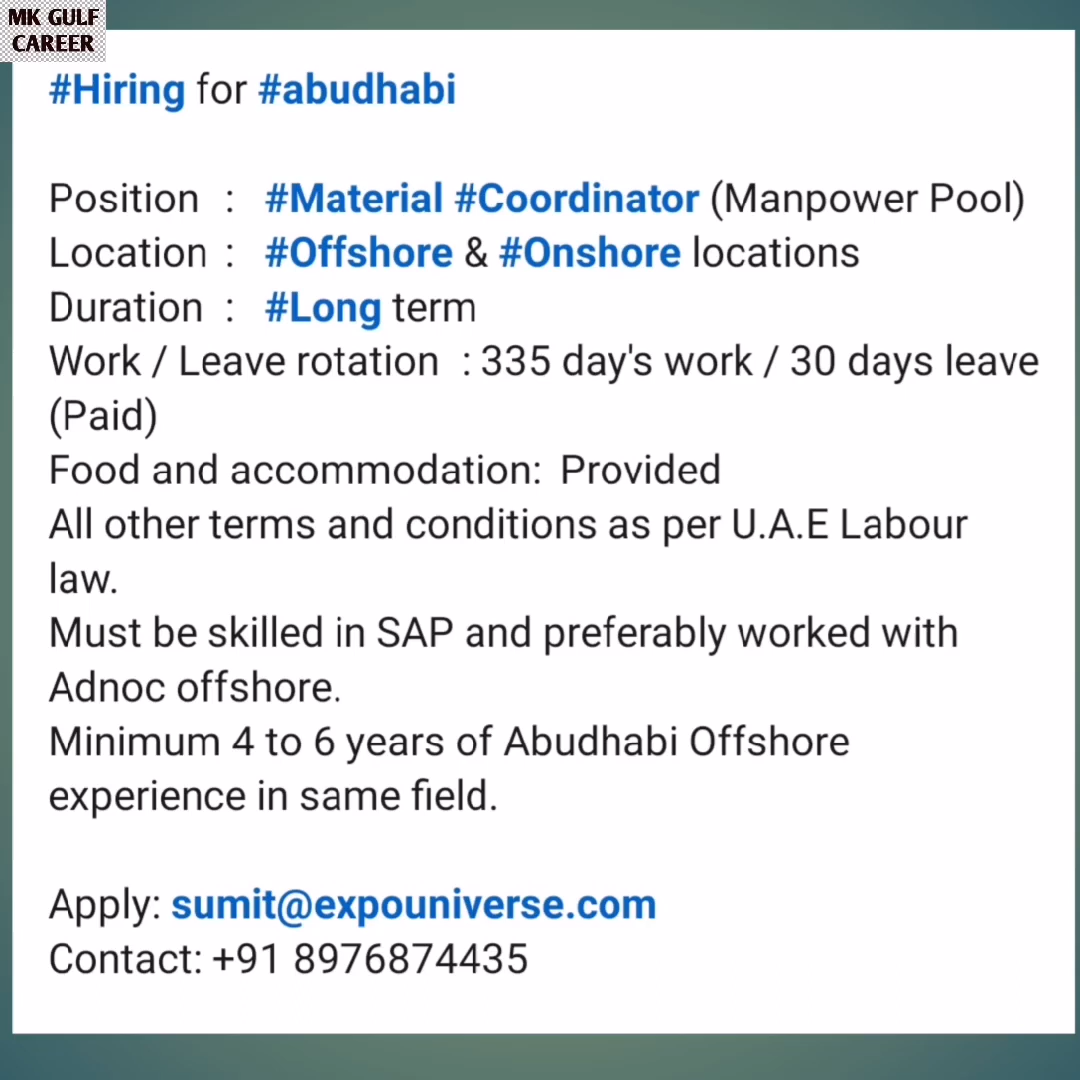 MK GULF
CAREER
#Hiring for #abudhabi
Position : #Material #Coordinator (Manpower Pool)
Location : #Offshore & #Onshore locations
Duration : #Long term
Work / Leave rotation : 335 day's work / 30 days leave
(Paid)
Food and accommodation: Provided
All other terms and conditions as per U.A.E Labour
law.
Must be skilled in SAP and preferably worked with
Adnoc offshore.
Minimum 4 to 6 years of Abudhabi Offshore
experience in same field.
Apply: sumit@expouniverse.com
Contact: +91 8976874435